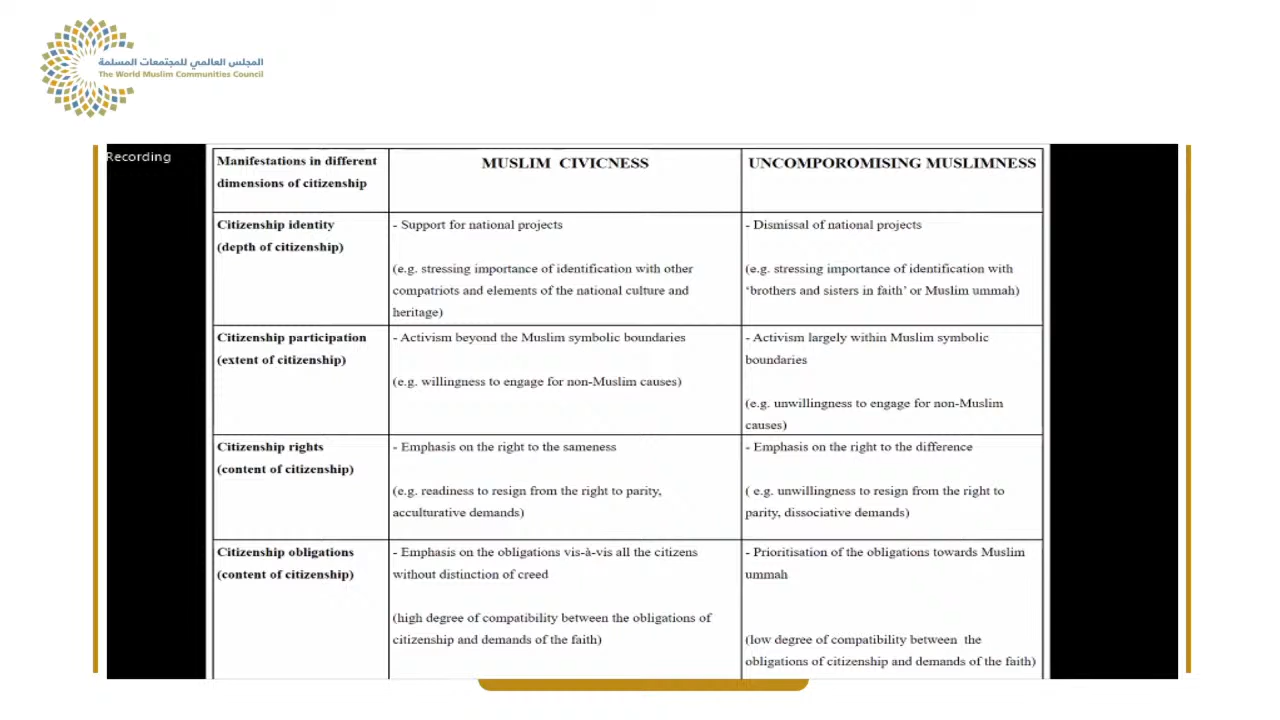 المجلس العالمي للمجتمعات المسلمة
The World Muslim Communities Council
Recording
Manifestations in different
dimensions of citizenship
MUSLIM CIVICNESS
UNCOMPOROMISING MUSLIMNESS
Citizenship identity
(depth of citizenship)
- Support for national projects
(e.g. stressing importance of identification with other
compatriots and elements of the national culture and
heritage)
- Dismissal of national projects
(e.g. stressing importance of identification with
‘brothers and sisters in faith’ or Muslim ummah)
Citizenship participation
(extent of citizenship)
- Activism beyond the Muslim symbolic boundaries
(e.g. willingness to engage for non-Muslim causes)
- Activism largely within Muslim symbolic
boundaries
(e.g. unwillingness to engage for non-Muslim
causes)
Citizenship rights
(content of citizenship)
- Emphasis on the right to the sameness
(e.g. readiness to resign from the right to parity,
acculturative demands)
- Emphasis on the right to the difference
( e.g. unwillingness to resign from the right to
parity, dissociative demands)
Citizenship obligations
(content of citizenship)
- Emphasis on the obligations vis-à-vis all the citizens
without distinction of creed
(high degree of compatibility between the obligations of
citizenship and demands of the faith)
- Prioritisation of the obligations towards Muslim
ummah
(low degree of compatibility between the
obligations of citizenship and demands of the faith)